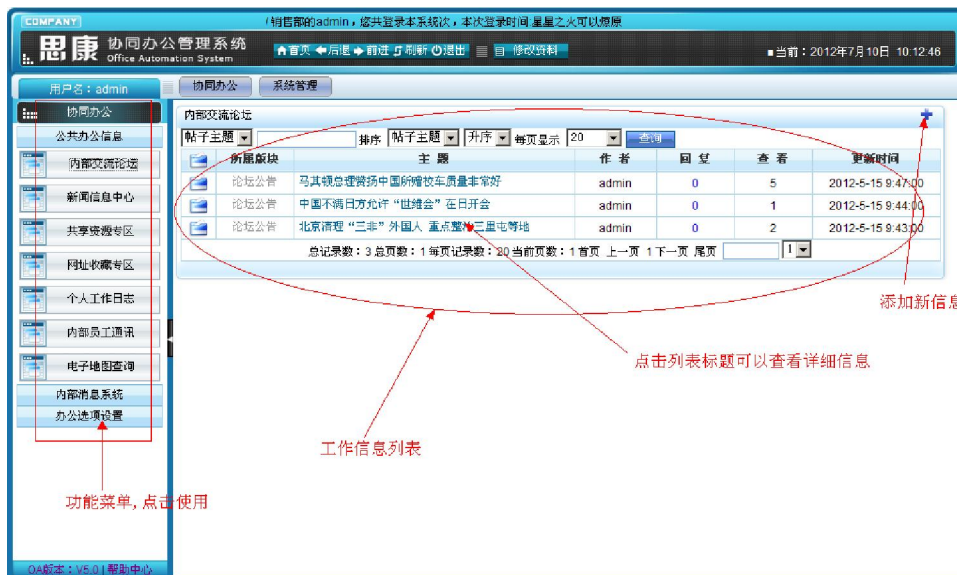 COMPANY
(销售部的admin，您共登录本系统次，本次登录时间:星星之火可以燎原
思康 协同办公管理系统
Office Automation System
首页 后退 前进 刷新 退出 修改资料
■当前：2012年7月10日 10:12:46
用户名：admin
协同办公 系统管理
协同办公
公共办公信息
内部交流论坛
新闻信息中心
共享资源专区
网址收藏专区
个人工作日志
内部员工通讯
电子地图查询
内部消息系统
办公选项设置
功能菜单,点击使用
OA版本：V5.0 | 帮助中心
内部交流论坛
帖子主题 排序 帖子主题 升序 每页显示 20 查询
所属版块 主 题 作 者 回 复 查 看 更新时间
论坛公告 马其顿总理赞扬中国所赠校车质量非常好 admin 0 5 2012-5-15 9:47:00
论坛公告 中国不满日方允许“世维会”在日开会 admin 0 1 2012-5-15 9:44:00
论坛公告 北京清理“三非”外国人 重点整治三里屯等地 admin 0 2 2012-5-15 9:43:00
总记录数：3 总页数：1 每页记录数：20 当前页数：1 首页 上一页 1 下一页 尾页 1
添加新信息
点击列表标题可以查看详细信息
工作信息列表